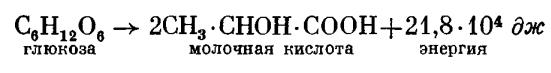 C₆H₁₂O₆ → 2CH₃·CHOH·COOH+21,8·10⁴ дж
глюкоза молочная кислота энергия